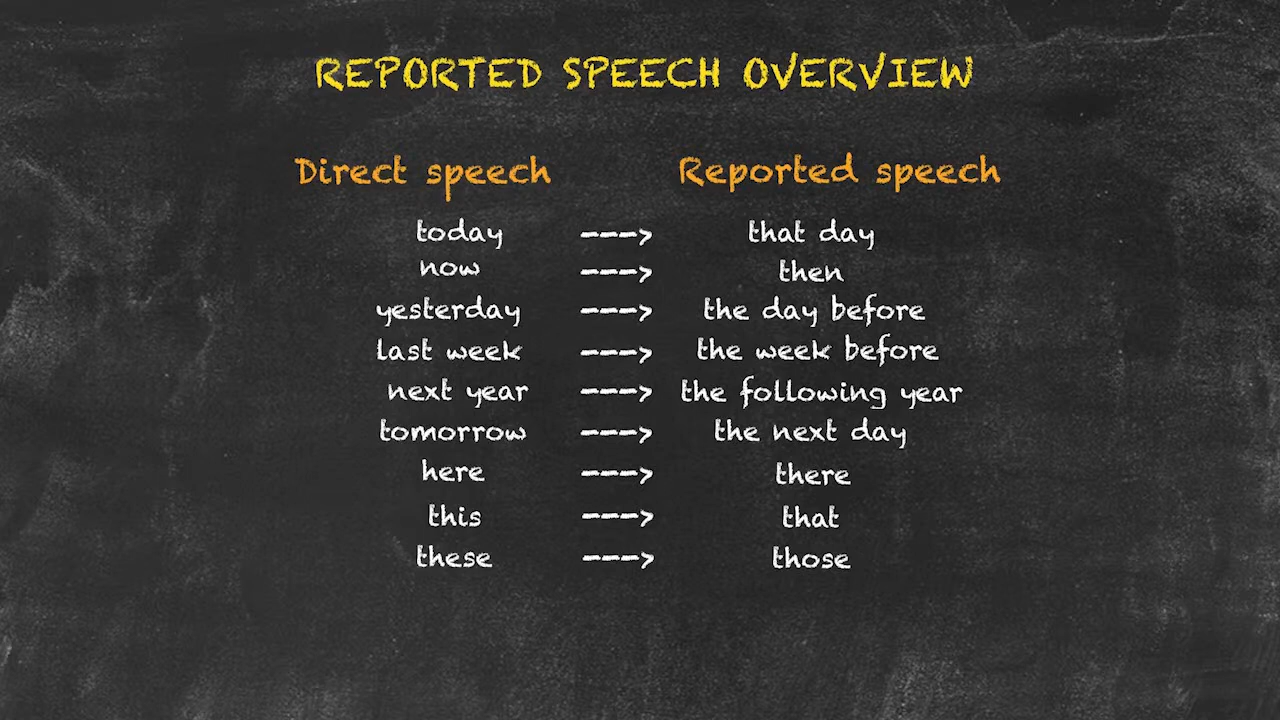 REPORTED SPEECH OVERVIEW
Direct speech Reported speech
today ---> that day
now ---> then
yesterday ---> the day before
last week ---> the week before
next year ---> the following year
tomorrow ---> the next day
here ---> there
this ---> that
these ---> those